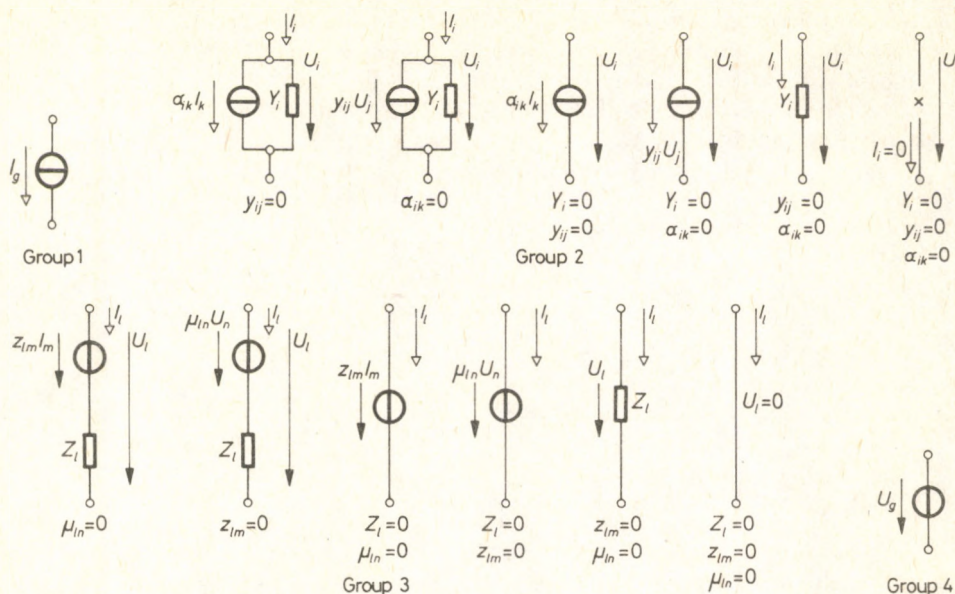 I_i I_i
U_i U_i U_i U_i I_i U_i U
α_ik I_k Y_i y_ij U_j Y_i α_ik I_k Y_i
y_ij U_j I_i=0
I_g
y_ij=0 α_ik=0 Y_i=0 Y_i=0 y_ij=0 Y_i=0
y_ij=0 α_ik=0 α_ik=0 y_ij=0
α_ik=0
Group 1 Group 2
I_l I_l I_l I_l I_l I_l
z_lm I_m U_l μ_ln U_n U_l z_lm I_m μ_ln U_n U_l Z_l U_l=0
Z_l Z_l
U_g
μ_ln=0 z_lm=0 Z_l=0 Z_l=0 z_lm=0 Z_l=0
μ_ln=0 z_lm=0 μ_ln=0 z_lm=0
μ_ln=0
Group 3 Group 4